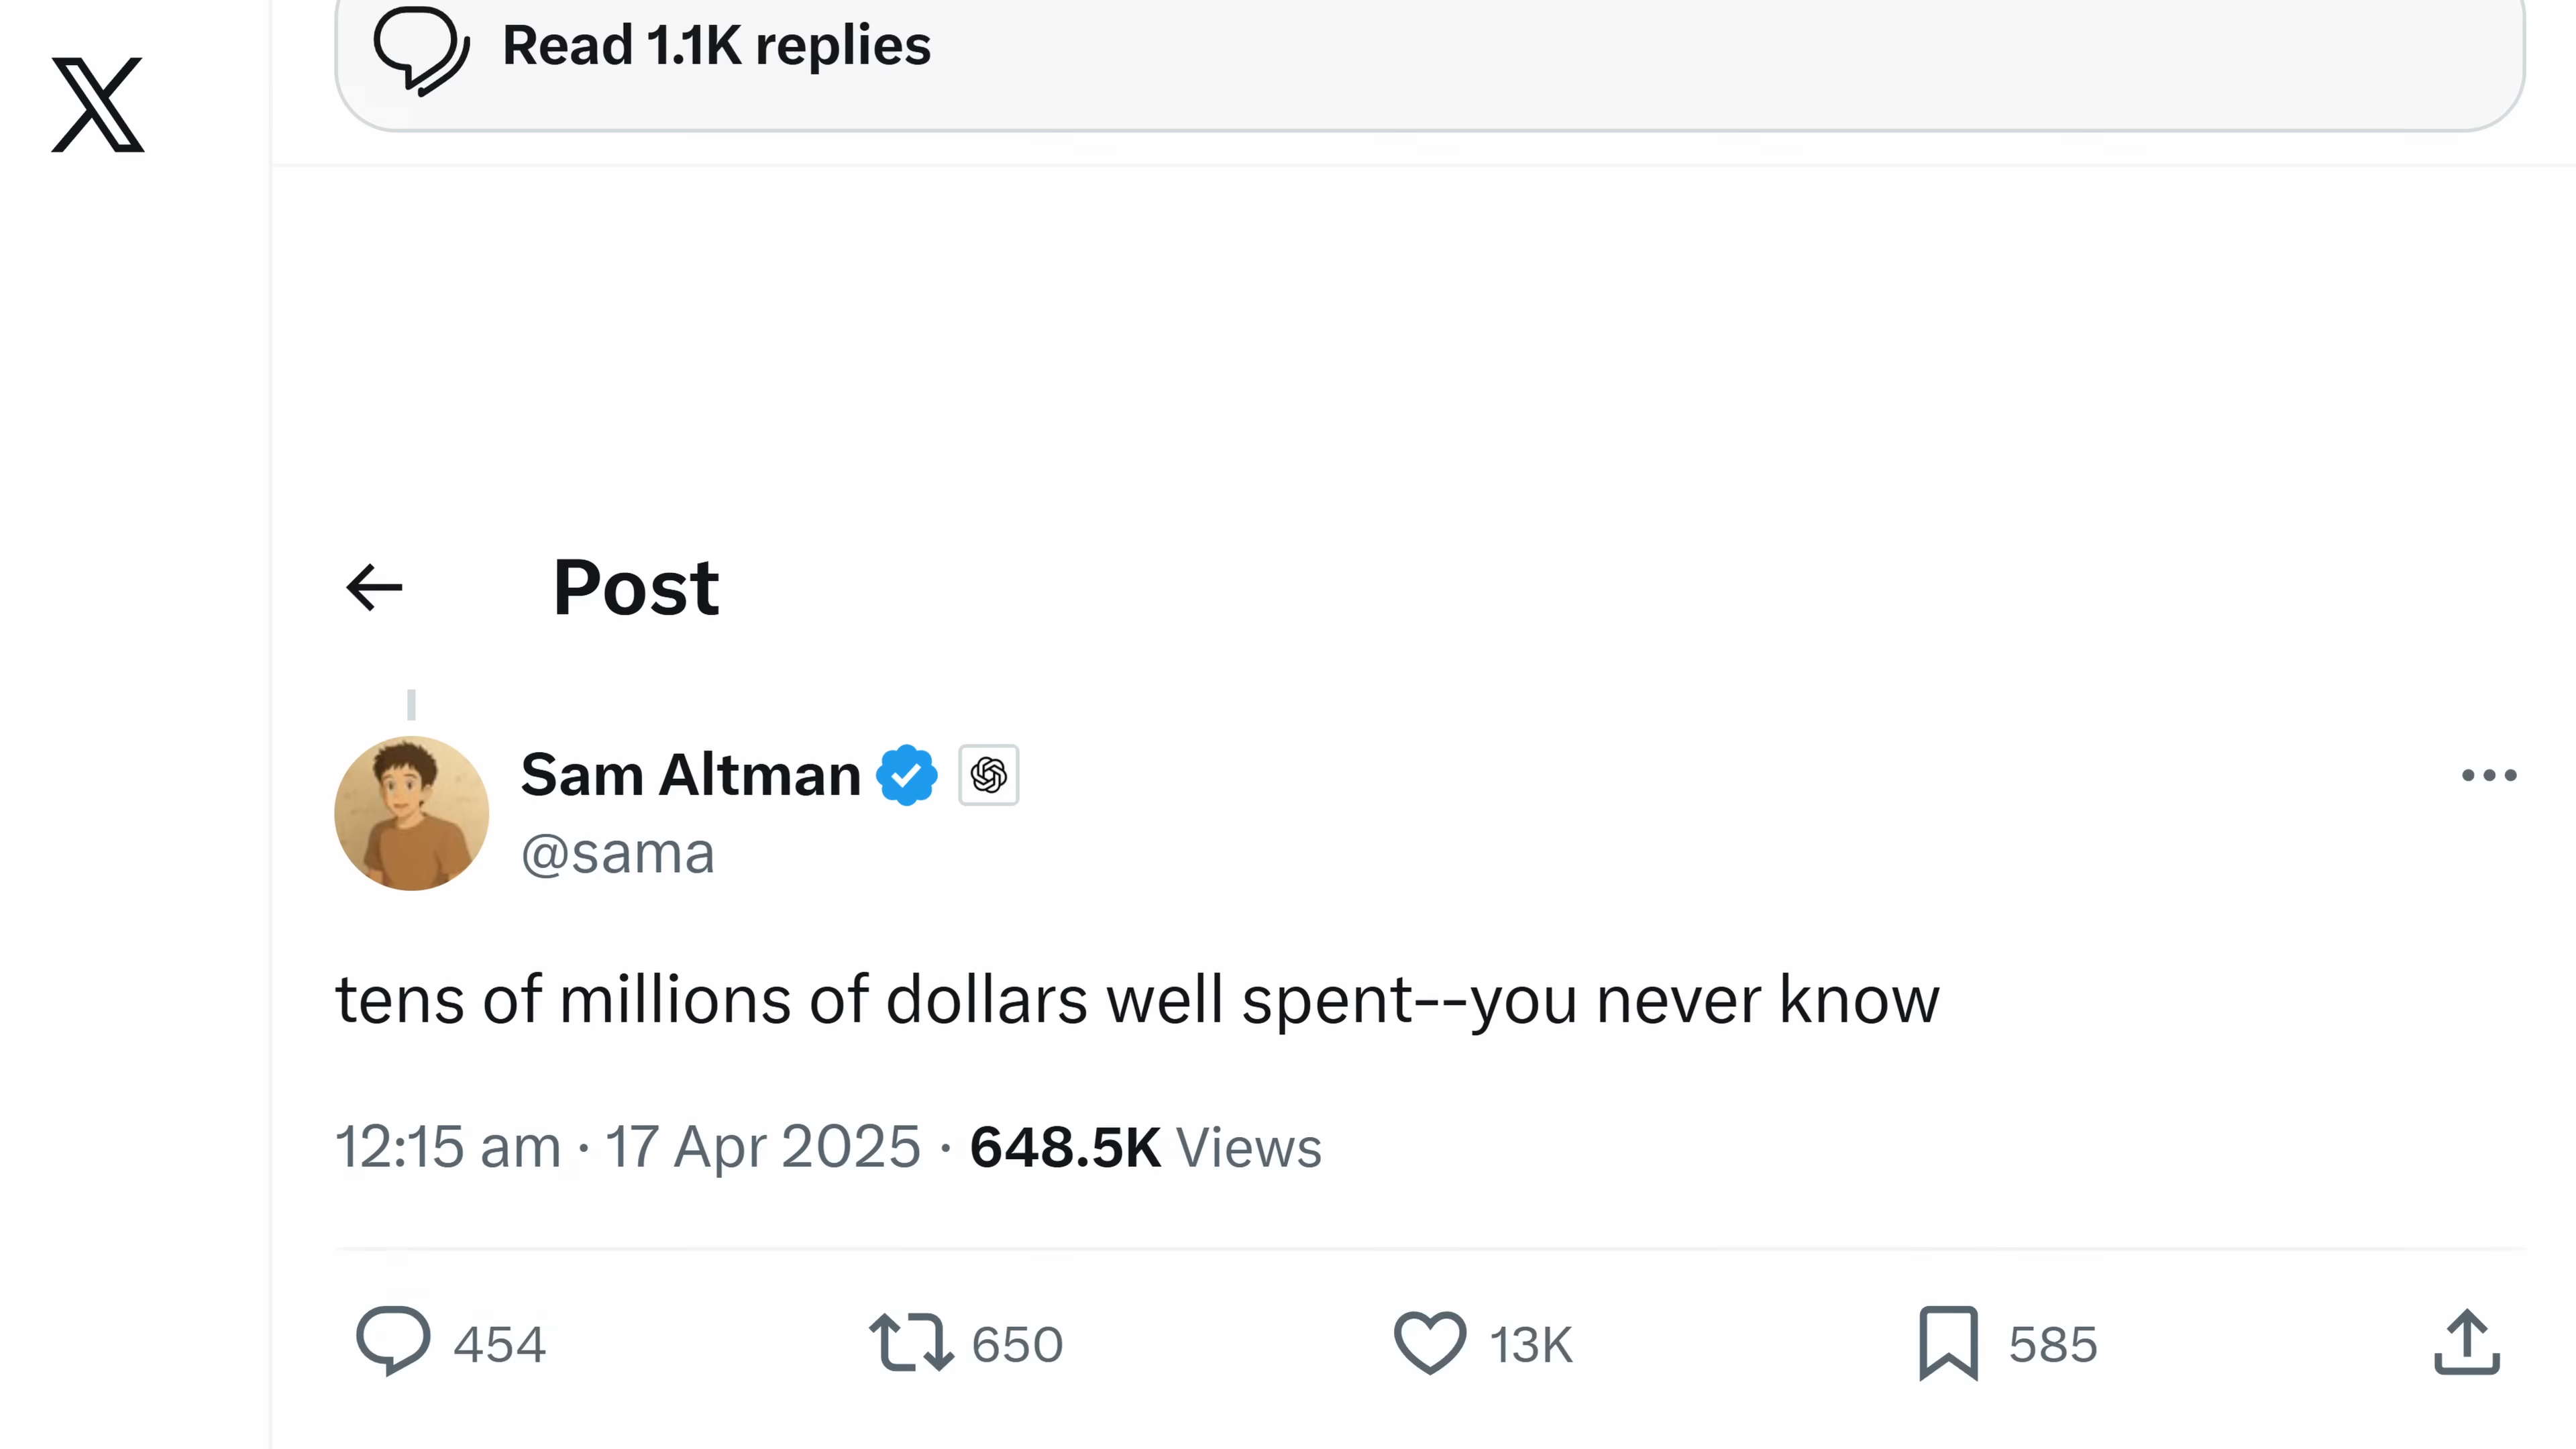 Read 1.1K replies
Post
Sam Altman
@sama
tens of millions of dollars well spent--you never know
12:15 am · 17 Apr 2025 · 648.5K Views
454 650 13K 585